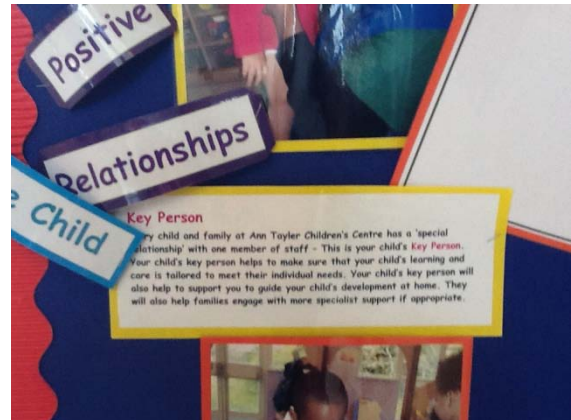 Positive
Relationships
Child
Key Person
child and family at Ann Tayler Children's Centre has a 'special
relationship' with one member of staff - This is your child's Key Person.
Your child's key person helps to make sure that your child's learning and
care is tailored to meet their individual needs. Your child's key person will
also help to support you to guide your child's development at home. They
will also help families engage with more specialist support if appropriate.